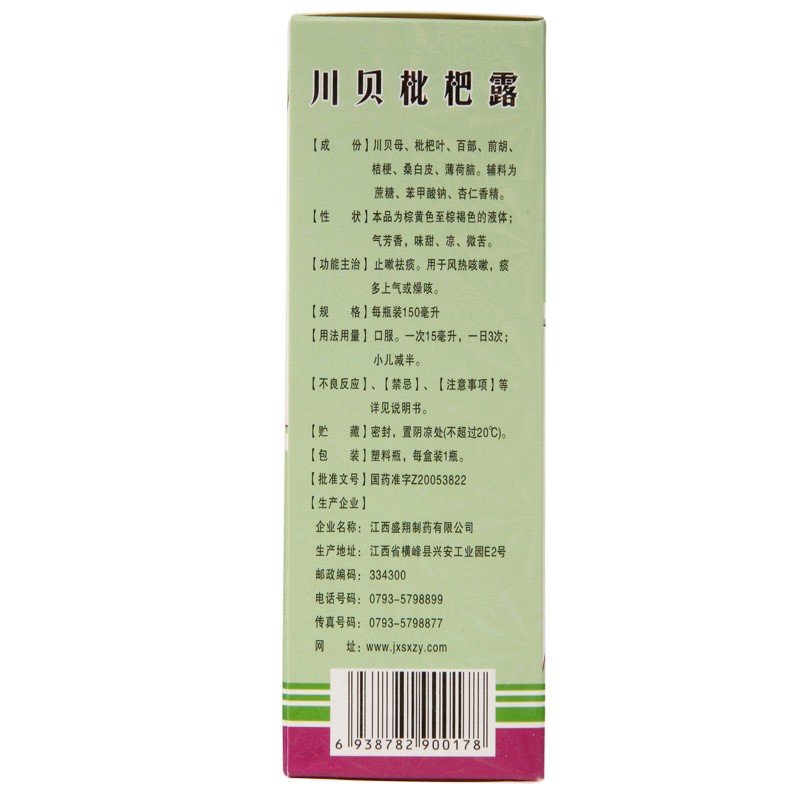 川贝枇杷露
【成 份】川贝母、枇杷叶、百部、前胡、
桔梗、桑白皮、薄荷脑。辅料为
蔗糖、苯甲酸钠、杏仁香精。
【性 状】本品为棕黄色至棕褐色的液体；
气芳香，味甜、凉、微苦。
【功能主治】止嗽祛痰。用于风热咳嗽，痰
多上气或燥咳。
【规 格】每瓶装150毫升
【用法用量】口服。一次15毫升，一日3次；
小儿减半。
【不良反应】、【禁忌】、【注意事项】等
详见说明书。
【贮 藏】密封，置阴凉处(不超过20℃)。
【包 装】塑料瓶，每盒装1瓶。
【批准文号】国药准字Z20053822
【生产企业】
企业名称：江西盛翔制药有限公司
生产地址：江西省横峰县兴安工业园E2号
邮政编码：334300
电话号码：0793-5798899
传真号码：0793-5798877
网 址：www.jxsxzy.com
6 938782 900178